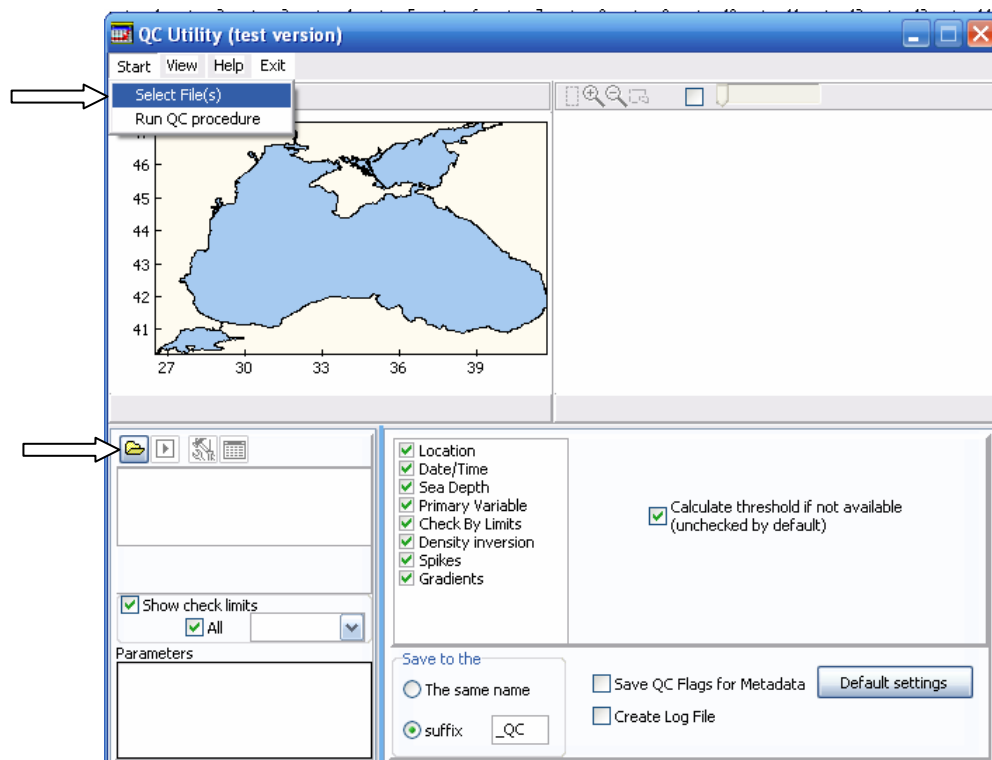 QC Utility (test version)
Start View Help Exit
Select File(s)
Run QC procedure
46
45
44
43
42
41
27 30 33 36 39
Location
Date/Time
Sea Depth
Primary Variable
Check By Limits
Density inversion
Spikes
Gradients
Calculate threshold if not available
(unchecked by default)
Show check limits
All
Parameters
Save to the
The same name
suffix _QC
Save QC Flags for Metadata
Create Log File
Default settings